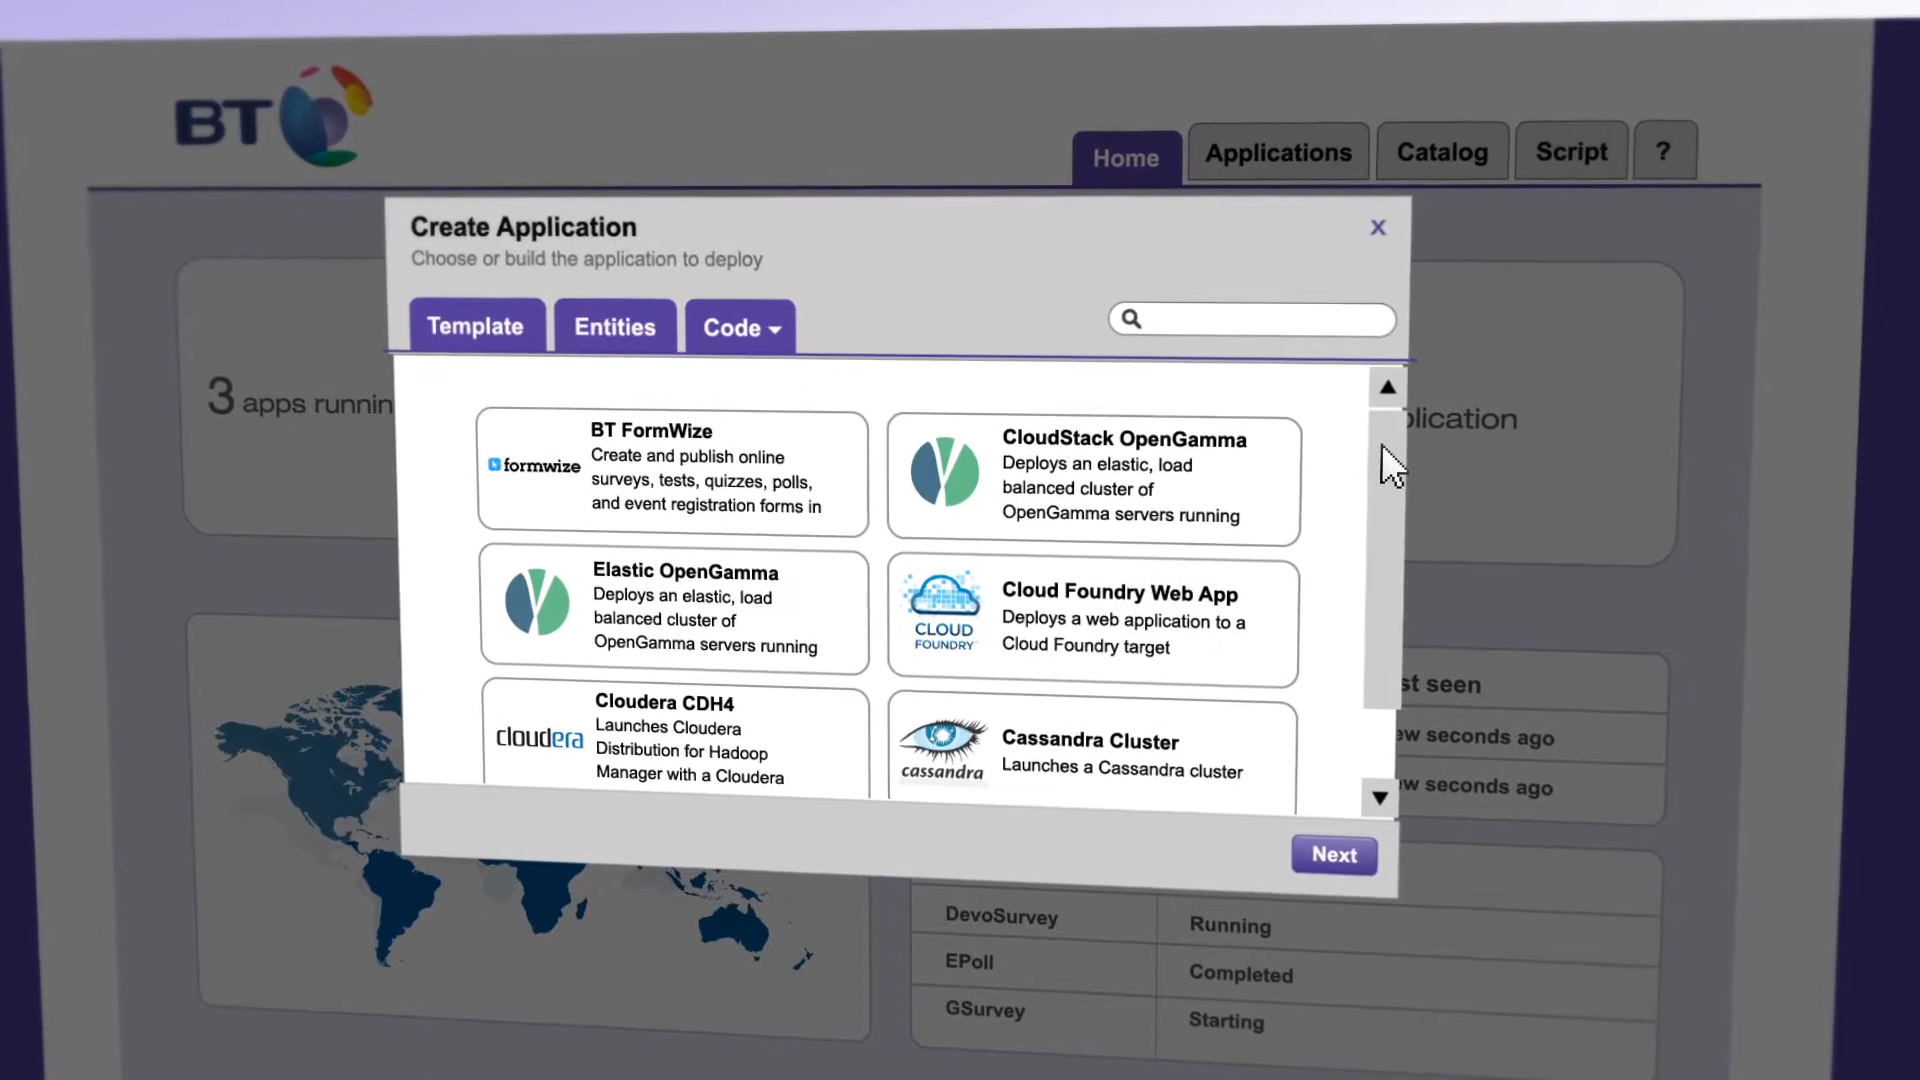 BT
Home
Applications
Catalog
Script
?
Create Application
X
Choose or build the application to deploy
Template
Entities
Code
3 apps runnin
plication
formwize
BT FormWize
Create and publish online
surveys, tests, quizzes, polls,
and event registration forms in
CloudStack OpenGamma
Deploys an elastic, load
balanced cluster of
OpenGamma servers running
Elastic OpenGamma
Deploys an elastic, load
balanced cluster of
OpenGamma servers running
CLOUD
FOUNDRY
Cloud Foundry Web App
Deploys a web application to a
Cloud Foundry target
cloudera
Cloudera CDH4
Launches Cloudera
Distribution for Hadoop
Manager with a Cloudera
cassandra
Cassandra Cluster
Launches a Cassandra cluster
st seen
ew seconds ago
ew seconds ago
Next
DevoSurvey
Running
EPoll
Completed
GSurvey
Starting